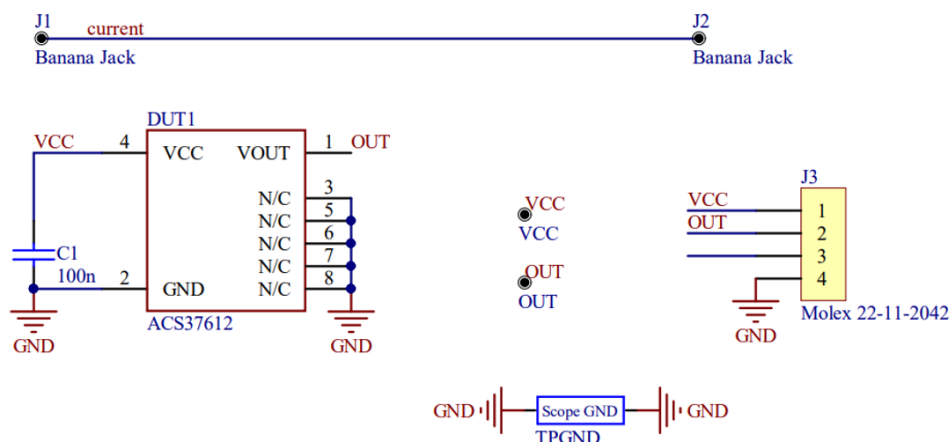 J1
current
J2
Banana Jack
Banana Jack
DUT1
VCC
4
VCC
VOUT
1
OUT
N/C
3
N/C
5
N/C
6
N/C
7
N/C
8
C1
100n
2
GND
ACS37612
GND
GND
VCC
VCC
OUT
OUT
J3
VCC
1
OUT
2
3
4
GND
Molex 22-11-2042
GND
Scope GND
GND
TPGND